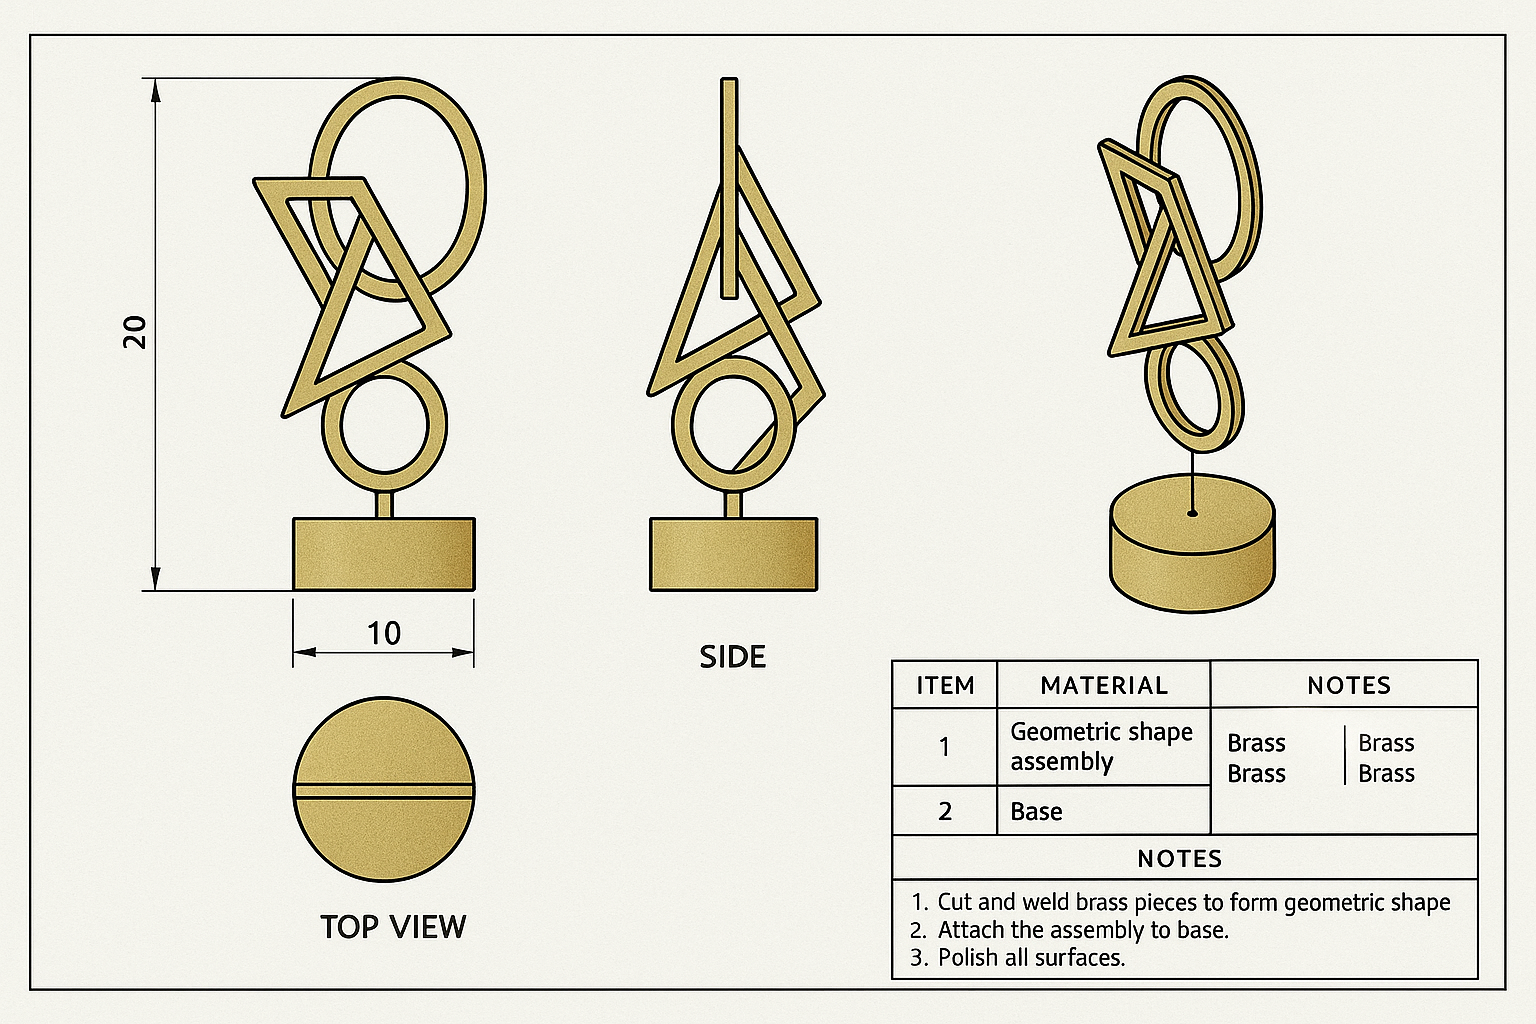 20
10
SIDE
TOP VIEW
ITEM MATERIAL NOTES
1 Geometric shape
assembly
Brass Brass
Brass Brass
2 Base
NOTES
1. Cut and weld brass pieces to form geometric shape
2. Attach the assembly to base.
3. Polish all surfaces.